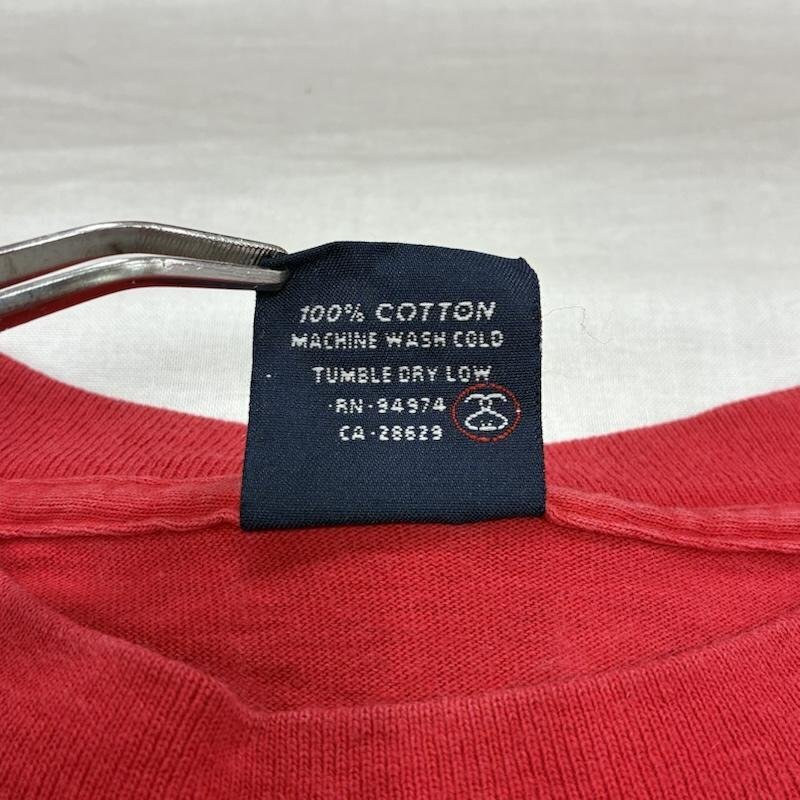 100% COTTON
MACHINE WASH COLD
TUMBLE DRY LOW
·RN·94974
CA·28629